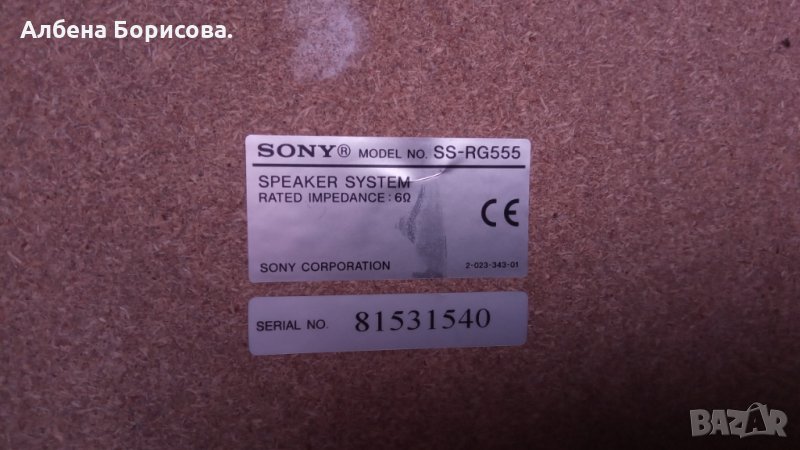 Албена Борисова.
SONY® MODEL NO. SS-RG555
SPEAKER SYSTEM
RATED IMPEDANCE : 6Ω
CE
SONY CORPORATION 2-023-343-01
SERIAL NO. 81531540
BAZAR